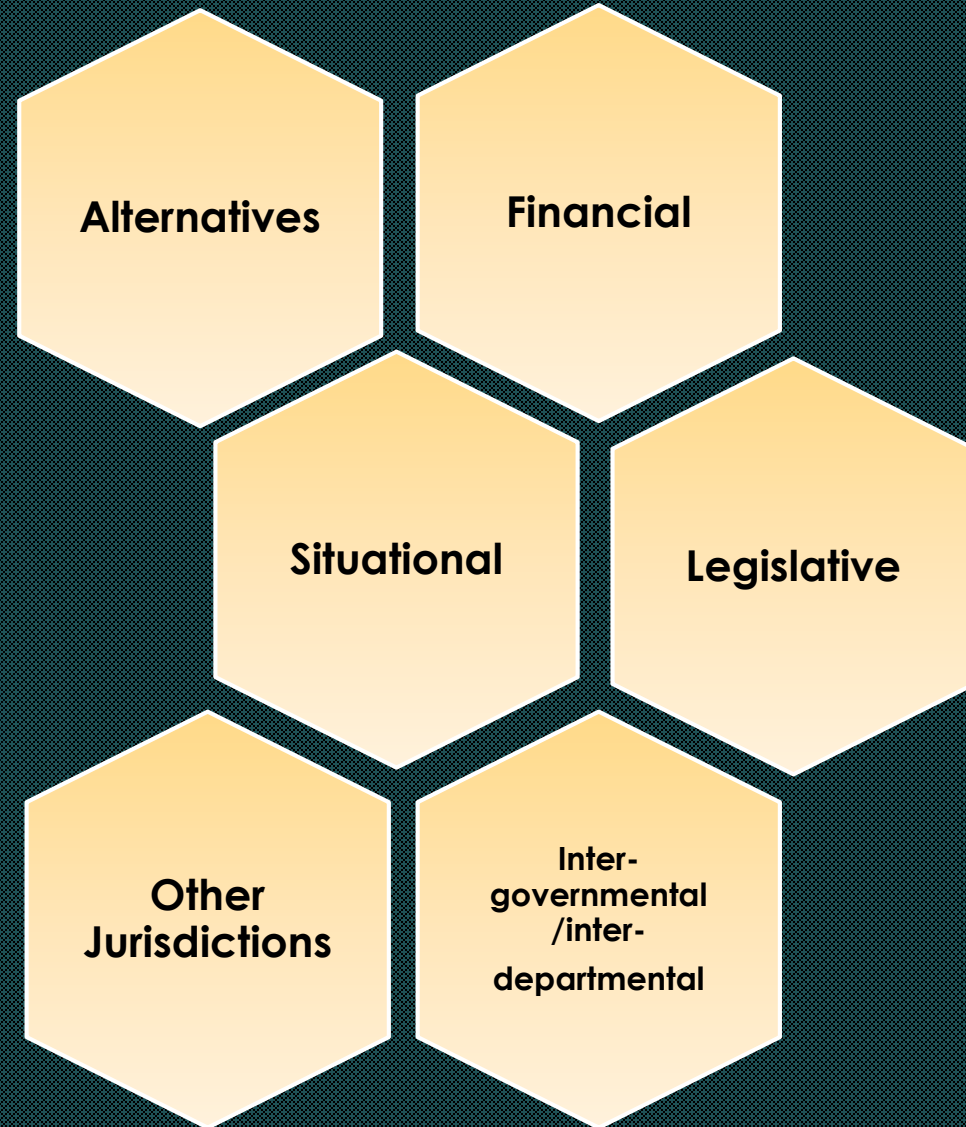 Alternatives
Financial
Situational
Legislative
Other
Jurisdictions
Inter-
governmental
/inter-
departmental